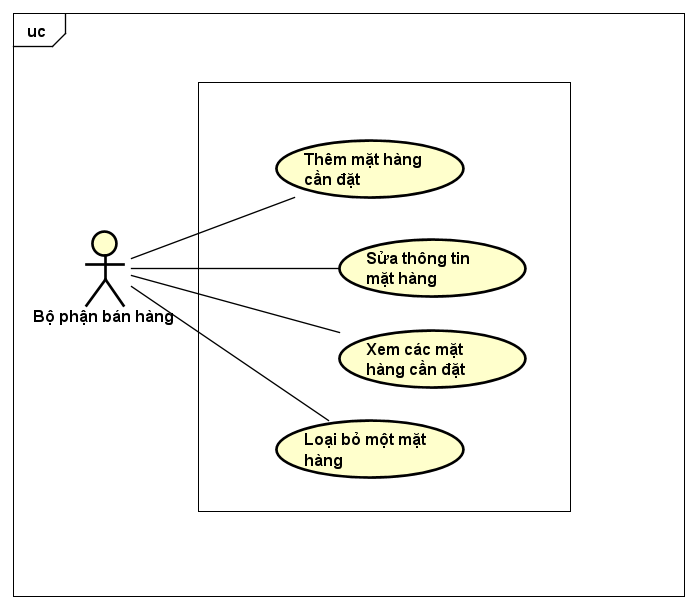 uc
Thêm mặt hàng
cần đặt
Sửa thông tin
mặt hàng
Bộ phận bán hàng
Xem các mặt
hàng cần đặt
Loại bỏ một mặt
hàng